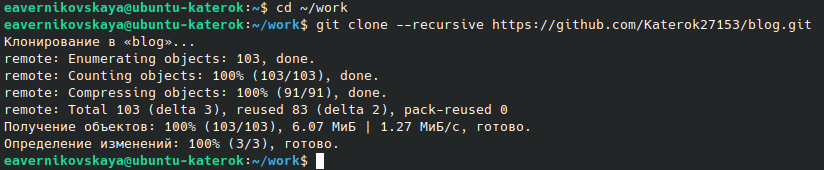 eavernikovskaya@ubuntu-katerok:~$ cd ~/work
eavernikovskaya@ubuntu-katerok:~/work$ git clone --recursive https://github.com/Katerok27153/blog.git
Клонирование в «blog»...
remote: Enumerating objects: 103, done.
remote: Counting objects: 100% (103/103), done.
remote: Compressing objects: 100% (91/91), done.
remote: Total 103 (delta 3), reused 83 (delta 2), pack-reused 0
Получение объектов: 100% (103/103), 6.07 МиБ | 1.27 МиБ/с, готово.
Определение изменений: 100% (3/3), готово.
eavernikovskaya@ubuntu-katerok:~/work$